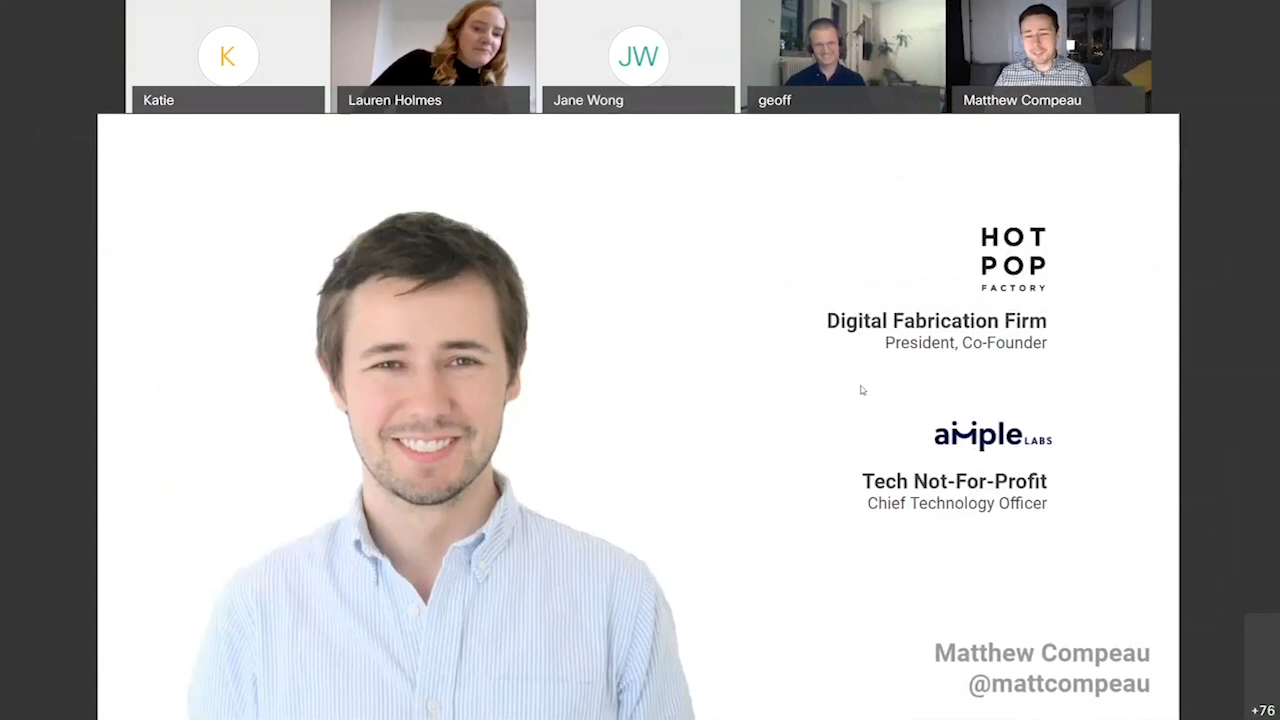 K
JW
Katie
Lauren Holmes
Jane Wong
geoff
Matthew Compeau
HOT
POP
FACTORY
Digital Fabrication Firm
President, Co-Founder
ample LABS
Tech Not-For-Profit
Chief Technology Officer
Matthew Compeau
@mattcompeau
+76